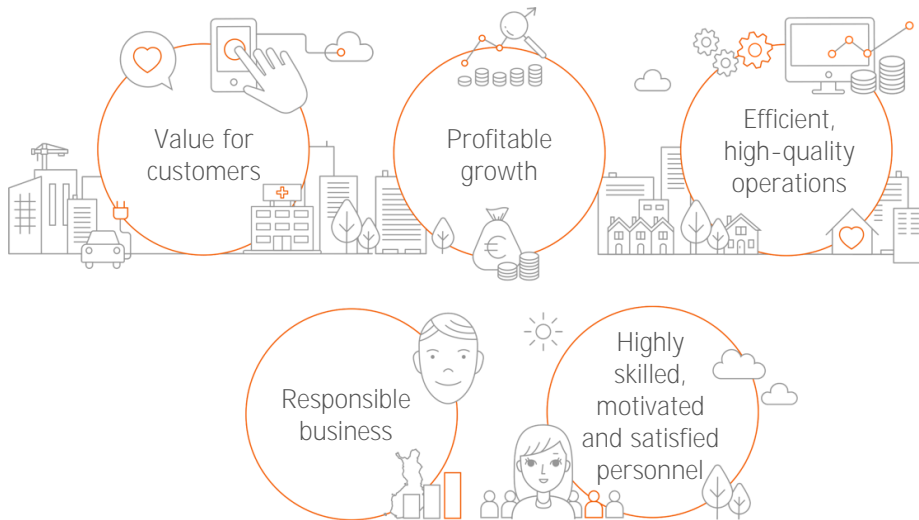 Value for
customers
Profitable
growth
Efficient,
high-quality
operations
Responsible
business
Highly
skilled,
motivated
and satisfied
personnel
€